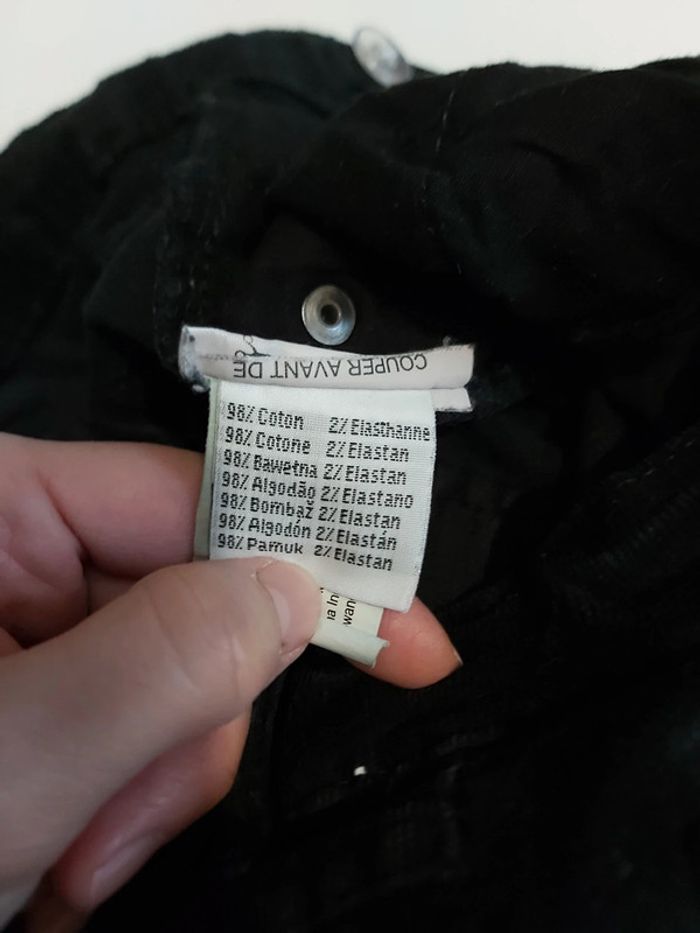 COUPER AVANT DE
98% Coton 2% Elasthanne
98% Cotone 2% Elastan
98% Bawełna 2% Elastan
98% Algodão 2% Elastano
98% Bombaž 2% Elastan
98% Algodón 2% Elastán
98% Pamuk 2% Elastan